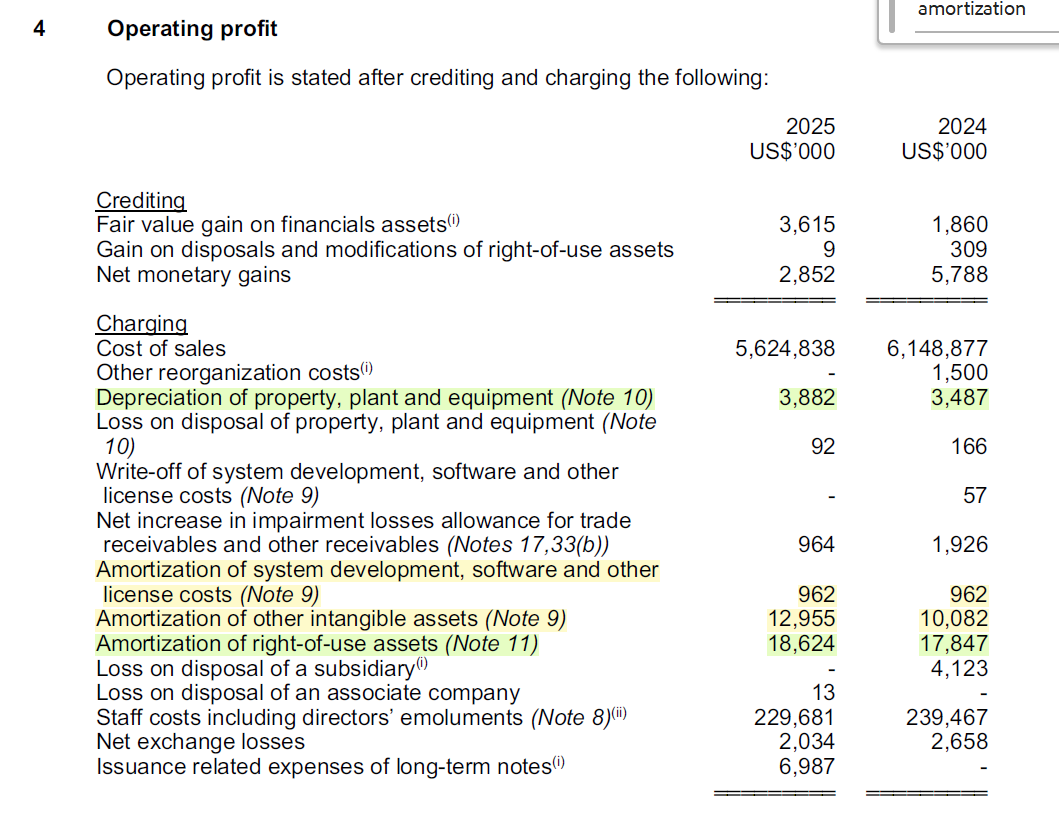 amortization
4 Operating profit
Operating profit is stated after crediting and charging the following:
2025 2024
US$’000 US$’000
Crediting
Fair value gain on financials assets(i) 3,615 1,860
Gain on disposals and modifications of right-of-use assets 9 309
Net monetary gains 2,852 5,788
Charging
Cost of sales 5,624,838 6,148,877
Other reorganization costs(i) - 1,500
Depreciation of property, plant and equipment (Note 10) 3,882 3,487
Loss on disposal of property, plant and equipment (Note
10) 92 166
Write-off of system development, software and other
license costs (Note 9) - 57
Net increase in impairment losses allowance for trade
receivables and other receivables (Notes 17,33(b)) 964 1,926
Amortization of system development, software and other
license costs (Note 9) 962 962
Amortization of other intangible assets (Note 9) 12,955 10,082
Amortization of right-of-use assets (Note 11) 18,624 17,847
Loss on disposal of a subsidiary(i) - 4,123
Loss on disposal of an associate company 13 -
Staff costs including directors’ emoluments (Note 8)(ii) 229,681 239,467
Net exchange losses 2,034 2,658
Issuance related expenses of long-term notes(i) 6,987 -